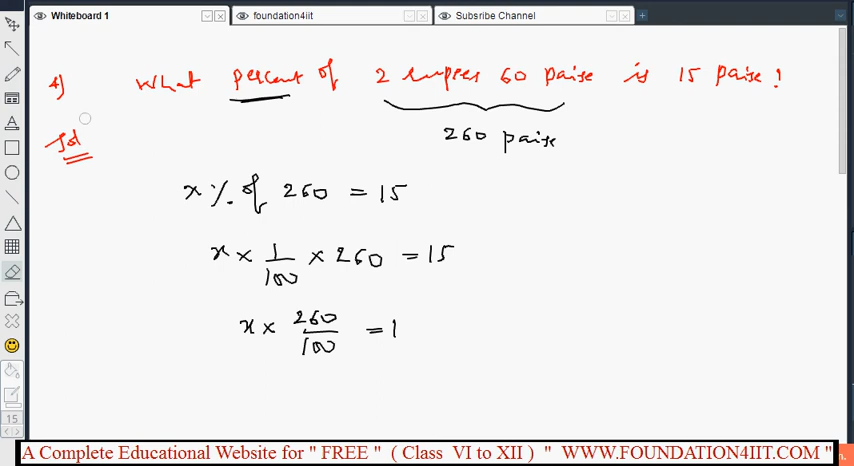 Whiteboard 1
foundation4iit
Subsribe Channel
4) What percent of 2 rupees 60 paise is 15 paise?
260 paise
Sol
x % of 260 = 15
x × 1/100 × 260 = 15
x × 260/100 = 1
15
A Complete Educational Website for " FREE " ( Class VI to XII ) " WWW.FOUNDATION4IIT.COM "